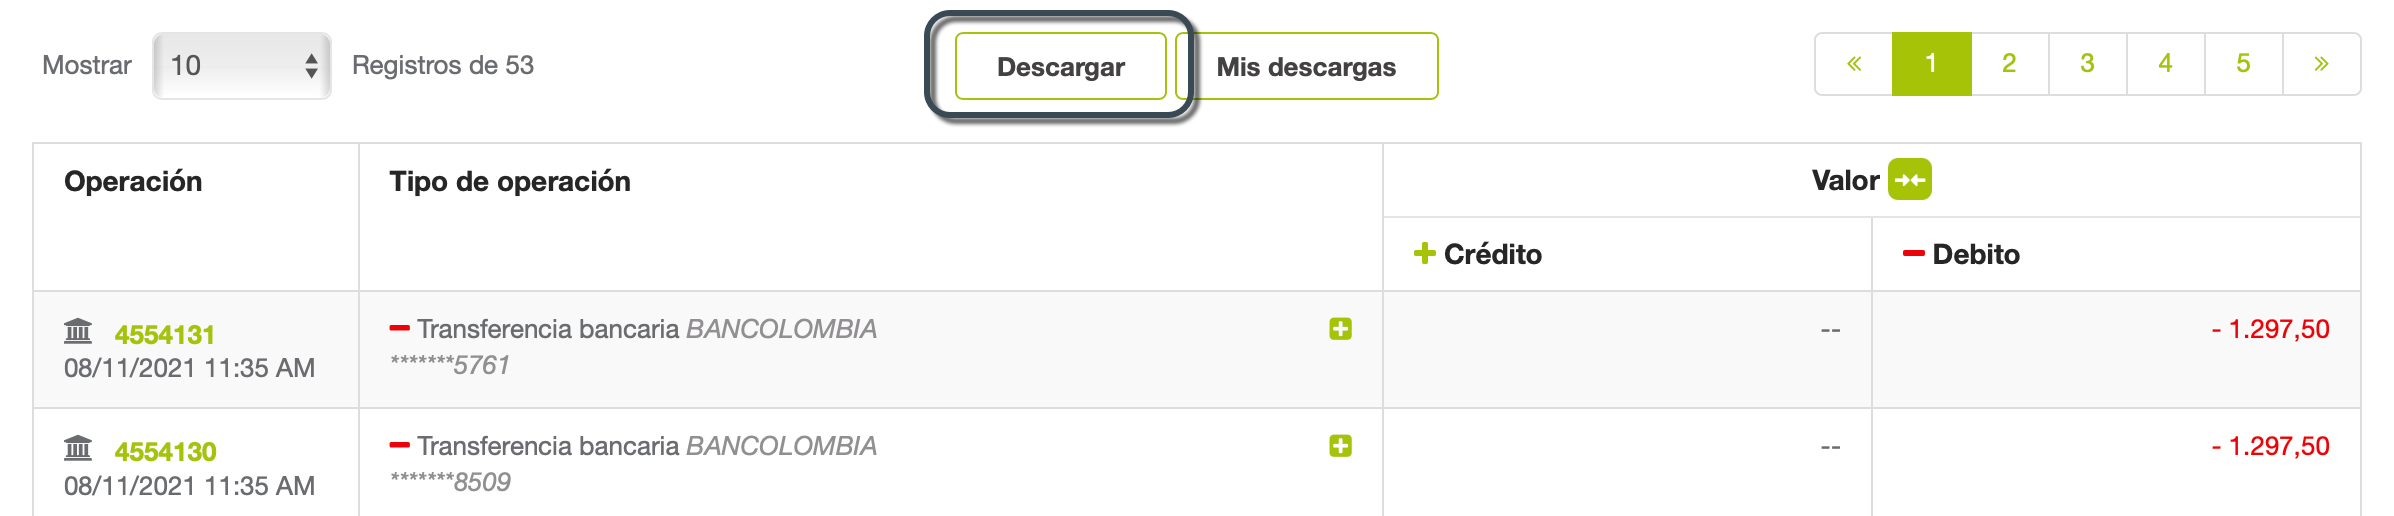 Mostrar 10 Registros de 53 Descargar Mis descargas « 1 2 3 4 5 »
Operación Tipo de operación Valor
+ Crédito - Debito
4554131 - Transferencia bancaria BANCOLOMBIA -- - 1.297,50
08/11/2021 11:35 AM *******5761
4554130 - Transferencia bancaria BANCOLOMBIA -- - 1.297,50
08/11/2021 11:35 AM *******8509